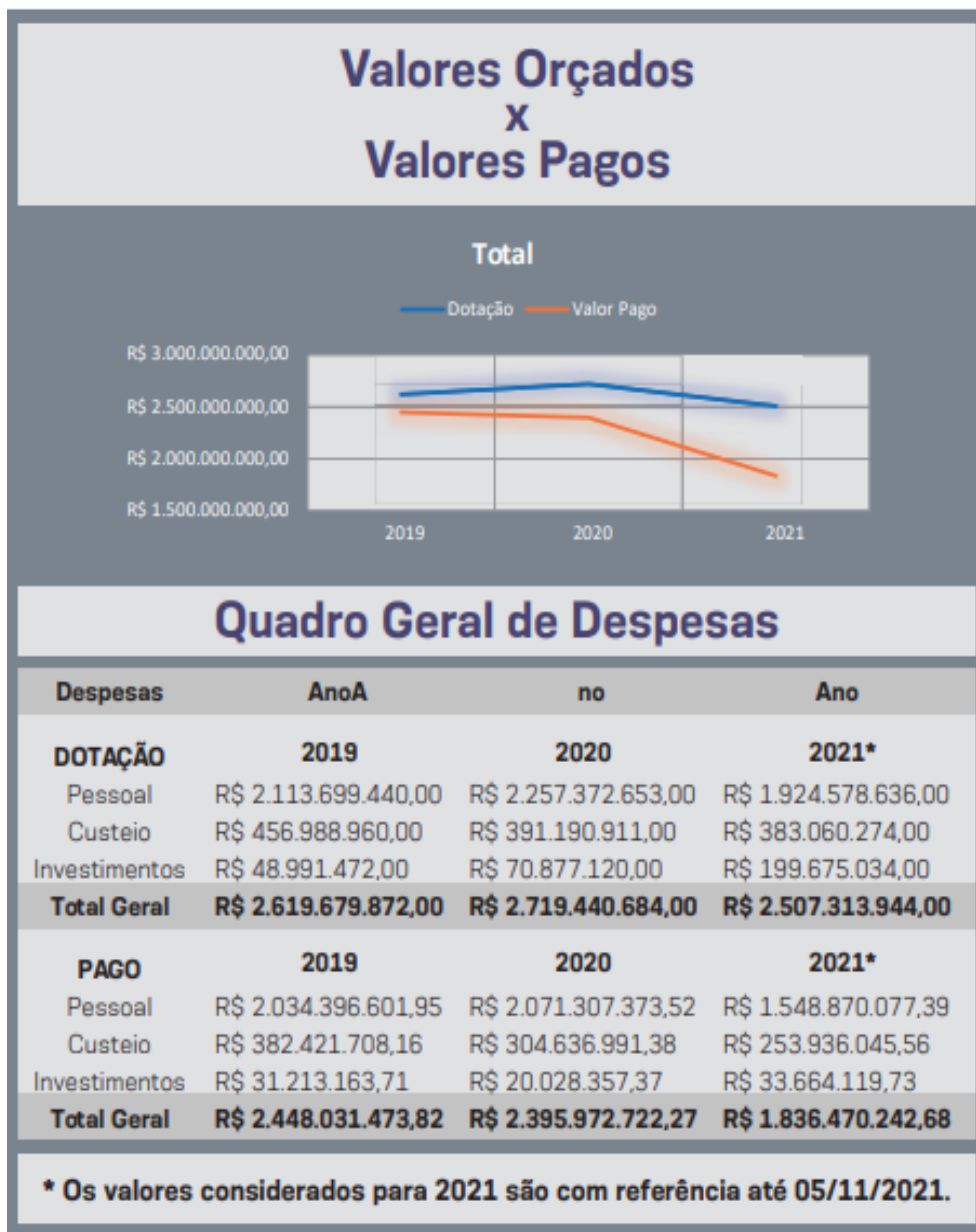 Valores Orçados
x
Valores Pagos
Total
Dotação Valor Pago
R$ 3.000.000.000,00
R$ 2.500.000.000,00
R$ 2.000.000.000,00
R$ 1.500.000.000,00
2019 2020 2021
Quadro Geral de Despesas
Despesas AnoA no Ano
DOTAÇÃO 2019 2020 2021*
Pessoal R$ 2.113.699.440,00 R$ 2.257.372.653,00 R$ 1.924.578.636,00
Custeio R$ 456.988.960,00 R$ 391.190.911,00 R$ 383.060.274,00
Investimentos R$ 48.991.472,00 R$ 70.877.120,00 R$ 199.675.034,00
Total Geral R$ 2.619.679.872,00 R$ 2.719.440.684,00 R$ 2.507.313.944,00
PAGO 2019 2020 2021*
Pessoal R$ 2.034.396.601,95 R$ 2.071.307.373,52 R$ 1.548.870.077,39
Custeio R$ 382.421.708,16 R$ 304.636.991,38 R$ 253.936.045,56
Investimentos R$ 31.213.163,71 R$ 20.028.357,37 R$ 33.664.119,73
Total Geral R$ 2.448.031.473,82 R$ 2.395.972.722,27 R$ 1.836.470.242,68
* Os valores considerados para 2021 são com referência até 05/11/2021.